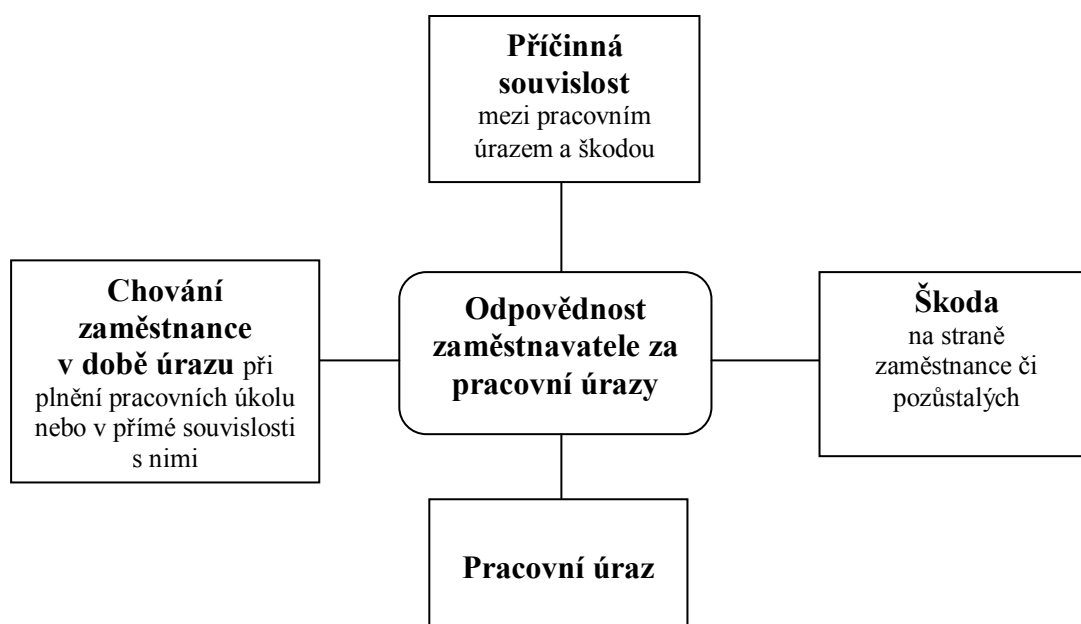 Příčinná
souvislost
mezi pracovním
úrazem a škodou
Chování
zaměstnance
v době úrazu při
plnění pracovních úkolu
nebo v přímé souvislosti
s nimi
Odpovědnost
zaměstnavatele za
pracovní úrazy
Škoda
na straně
zaměstnance či
pozůstalých
Pracovní úraz